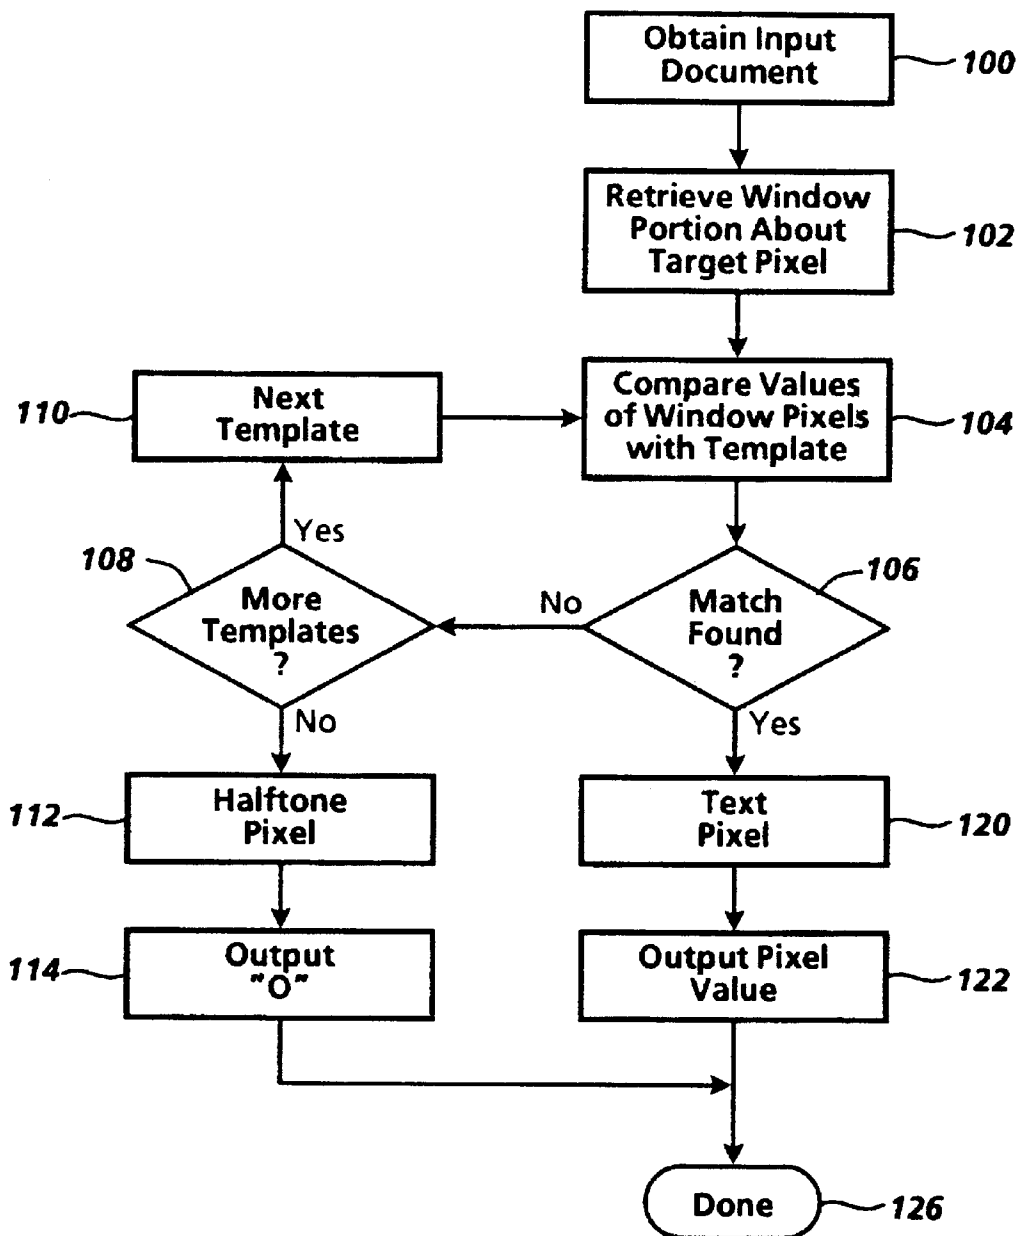 Obtain Input
Document
100
Retrieve Window
Portion About
Target Pixel
102
Compare Values
of Window Pixels
with Template
104
110
Next
Template
Yes
108
More
Templates
?
No
Match
Found
?
106
No
Yes
112
Halftone
Pixel
Text
Pixel
120
114
Output
"O"
Output Pixel
Value
122
Done
126